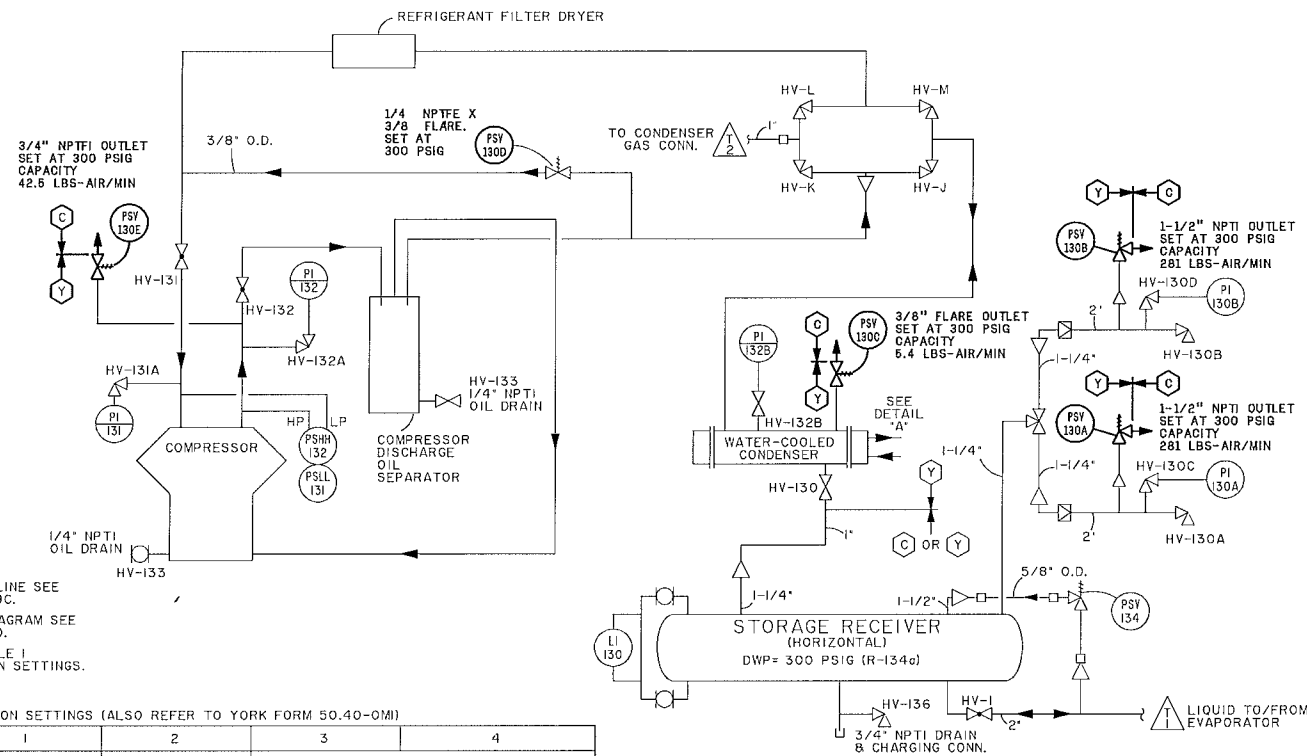 REFRIGERANT FILTER DRYER
3/4" NPTFI OUTLET
SET AT 300 PSIG
CAPACITY
42.5 LBS-AIR/MIN
3/8" O.D.
1/4 NPTFE X
3/8 FLARE.
SET AT
300 PSIG
PSV
130D
TO CONDENSER
GAS CONN.
T
2
1"
HV-L
HV-M
HV-K
HV-J
C
Y
PSV
130E
HV-131
HV-132
PI
132
HV-132A
HV-131A
PI
131
HP
LP
PSHH
132
PSLL
131
COMPRESSOR
HV-133
1/4" NPTI
OIL DRAIN
COMPRESSOR
DISCHARGE
OIL
SEPARATOR
1/4" NPTI
OIL DRAIN
HV-133
PI
132B
C
Y
PSV
130C
3/8" FLARE OUTLET
SET AT 300 PSIG
CAPACITY
5.4 LBS-AIR/MIN
HV-132B
SEE
DETAIL
"A"
WATER-COOLED
CONDENSER
HV-130
Y
C OR Y
1"
1-1/4"
Y
C
PSV
130B
1-1/2" NPTI OUTLET
SET AT 300 PSIG
CAPACITY
281 LBS-AIR/MIN
HV-130D
PI
130B
2'
HV-130B
1-1/4"
Y
C
PSV
130A
1-1/2" NPTI OUTLET
SET AT 300 PSIG
CAPACITY
281 LBS-AIR/MIN
1-1/4"
1-1/4"
HV-130C
PI
130A
2'
HV-130A
5/8" O.D.
1-1/2"
PSV
134
LI
130
STORAGE RECEIVER
(HORIZONTAL)
DWP= 300 PSIG (R-134a)
HV-136
HV-1
2"
3/4" NPTI DRAIN
& CHARGING CONN.
T
1
LIQUID TO/FROM
EVAPORATOR
LINE SEE
9C.
AGRAM SEE
D.
LE 1
N SETTINGS.
ON SETTINGS (ALSO REFER TO YORK FORM 50.40-OM1)
1 2 3 4